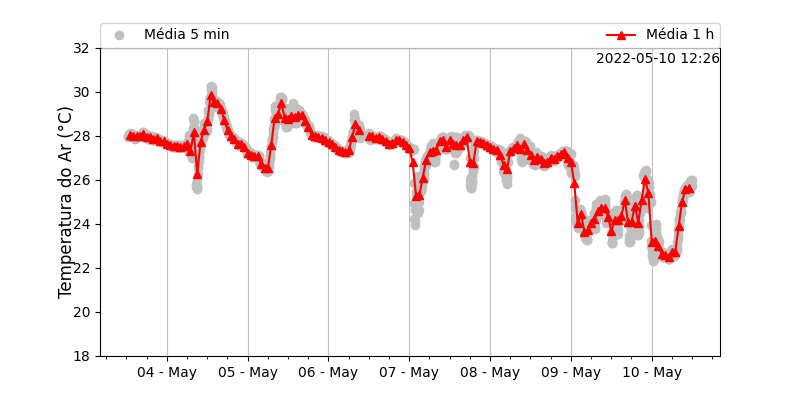 Média 5 min
Média 1 h
2022-05-10 12:26
Temperatura do Ar (°C)
32
30
28
26
24
22
20
18
04 - May
05 - May
06 - May
07 - May
08 - May
09 - May
10 - May